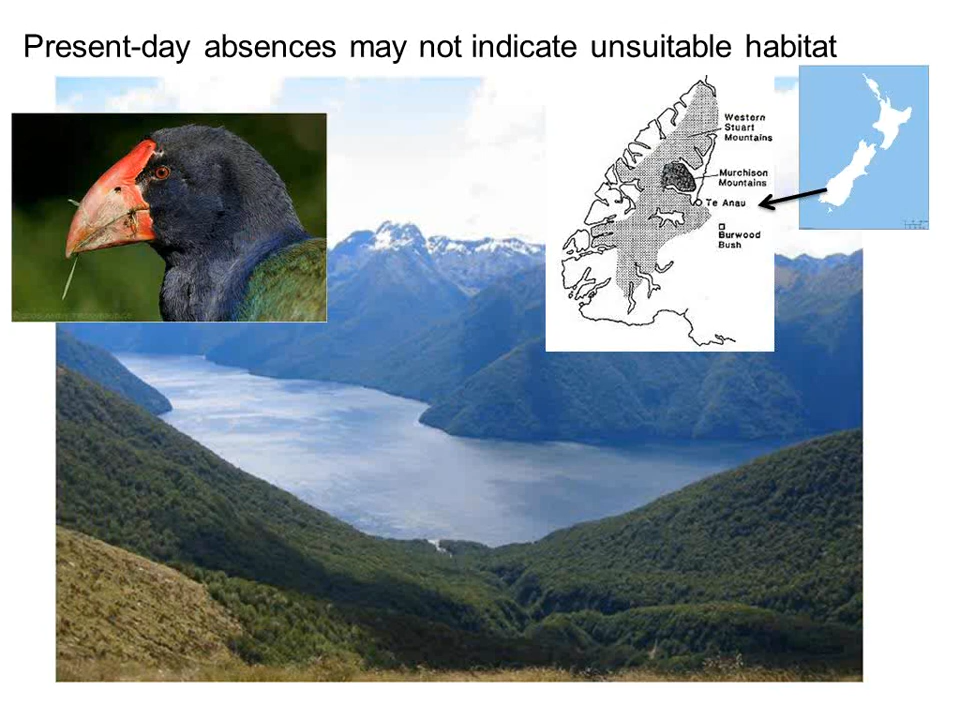 Present-day absences may not indicate unsuitable habitat
Western
Stuart
Mountains
Murchison
Mountains
Te Anau
Burwood
Bush